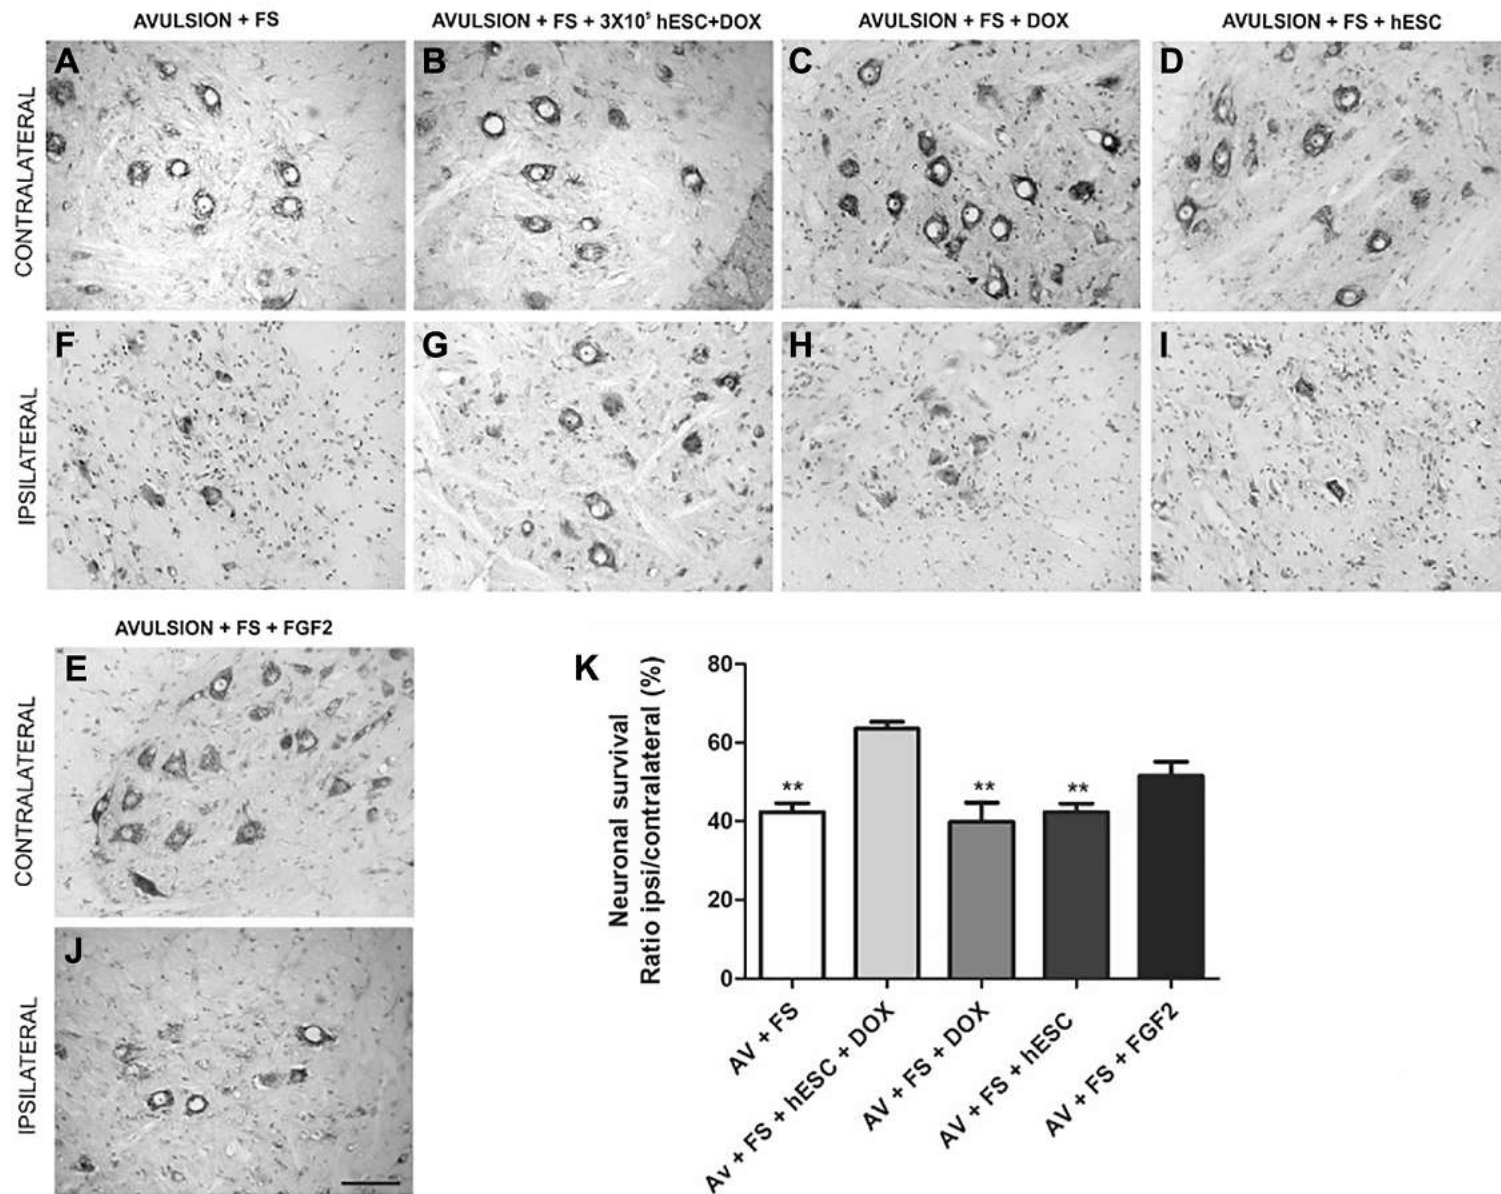 AVULSION + FS
AVULSION + FS + 3X10⁵ hESC+DOX
AVULSION + FS + DOX
AVULSION + FS + hESC
CONTRALATERAL
A
B
C
D
IPSILATERAL
F
G
H
I
AVULSION + FS + FGF2
CONTRALATERAL
E
IPSILATERAL
J
K
Neuronal survival
Ratio ipsi/contralateral (%)
80
60
40
20
0
**
**
**
AV + FS
Av + FS + hESC + DOX
AV + FS + DOX
AV + FS + hESC
AV + FS + FGF2